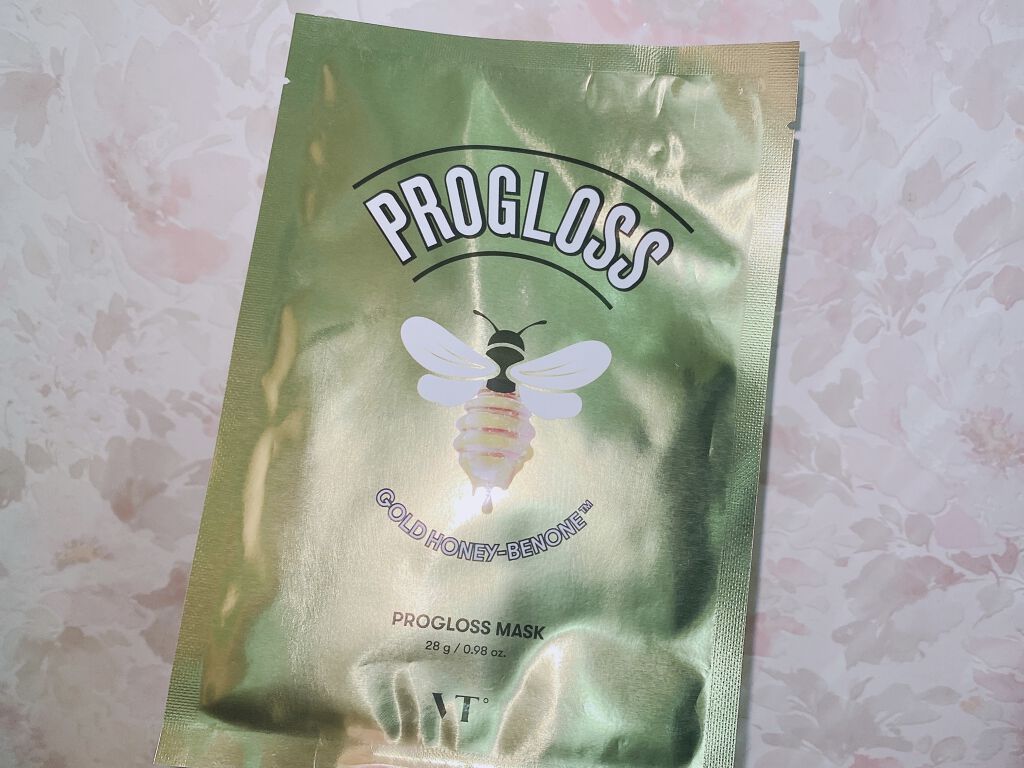 PROGLOSS
GOLD HONEY-BENONE™
PROGLOSS MASK
28 g / 0.98 oz.
VT°